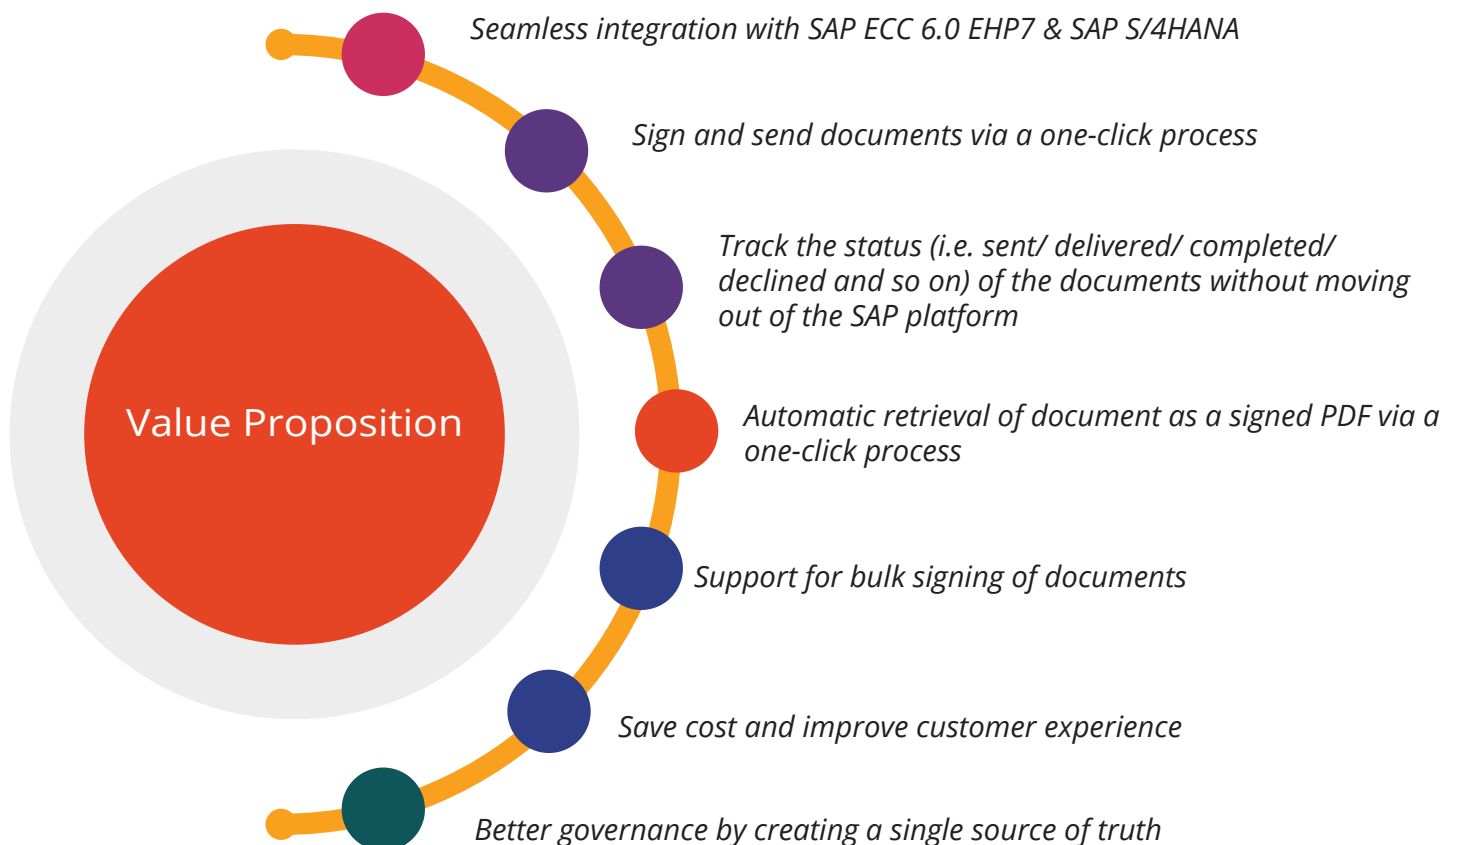 Seamless integration with SAP ECC 6.0 EHP7 & SAP S/4HANA
Sign and send documents via a one-click process
Track the status (i.e. sent/ delivered/ completed/
declined and so on) of the documents without moving
out of the SAP platform
Value Proposition
Automatic retrieval of document as a signed PDF via a
one-click process
Support for bulk signing of documents
Save cost and improve customer experience
Better governance by creating a single source of truth